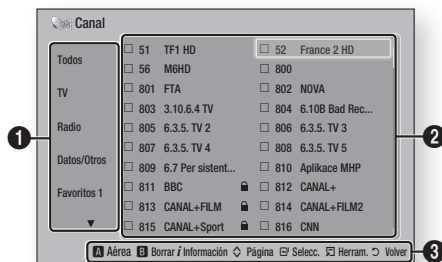 Canal
Todos
TV
Radio
Datos/Otros
Favoritos 1
51 TF1 HD 52 France 2 HD
56 M6HD 800
801 FTA 802 NOVA
803 3.10.6.4 TV 804 6.10B Bad Rec...
805 6.3.5. TV 2 806 6.3.5. TV 3
807 6.3.5. TV 4 808 6.3.5. TV 5
809 6.7 Per sistent... 810 Aplikace MHP
811 BBC 812 CANAL+
813 CANAL+FILM 814 CANAL+FILM2
815 CANAL+Sport 816 CNN
A Aérea B Borrar i Información Página Selecc. Herram. Volver
1
2
3